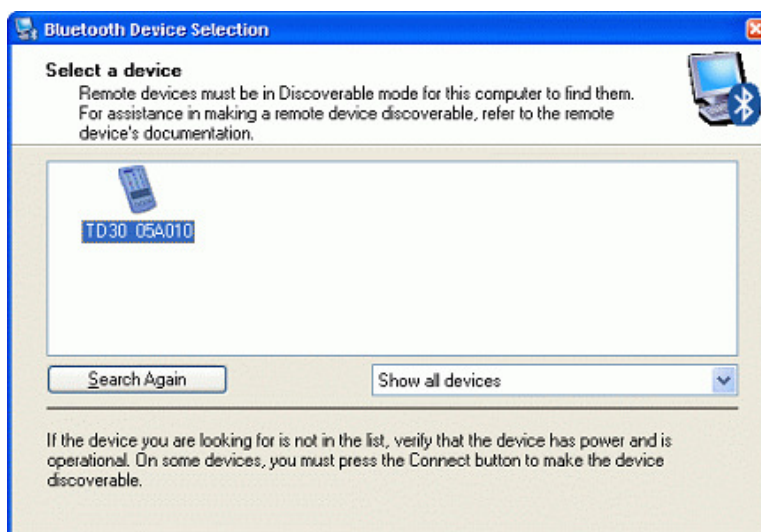 Bluetooth Device Selection
Select a device
Remote devices must be in Discoverable mode for this computer to find them.
For assistance in making a remote device discoverable, refer to the remote
device's documentation.
TD30 05A010
Search Again
Show all devices
If the device you are looking for is not in the list, verify that the device has power and is
operational. On some devices, you must press the Connect button to make the device
discoverable.